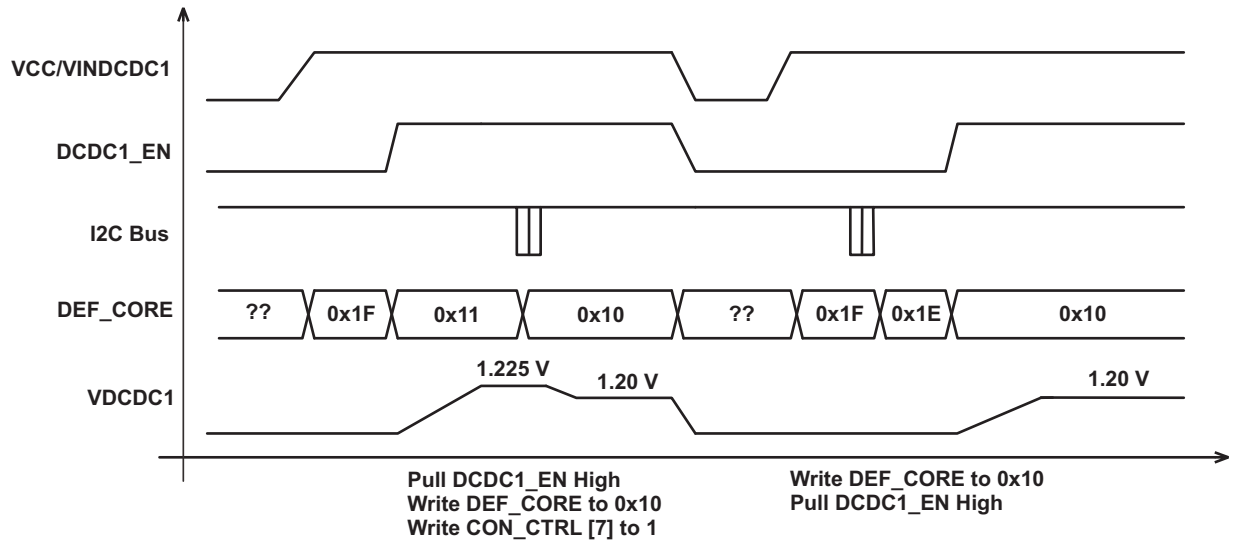 VCC/VINDCDC1
DCDC1_EN
I2C Bus
DEF_CORE ?? 0x1F 0x11 0x10 ?? 0x1F 0x1E 0x10
1.225 V 1.20 V 1.20 V
VDCDC1
Pull DCDC1_EN High
Write DEF_CORE to 0x10
Write CON_CTRL [7] to 1
Write DEF_CORE to 0x10
Pull DCDC1_EN High